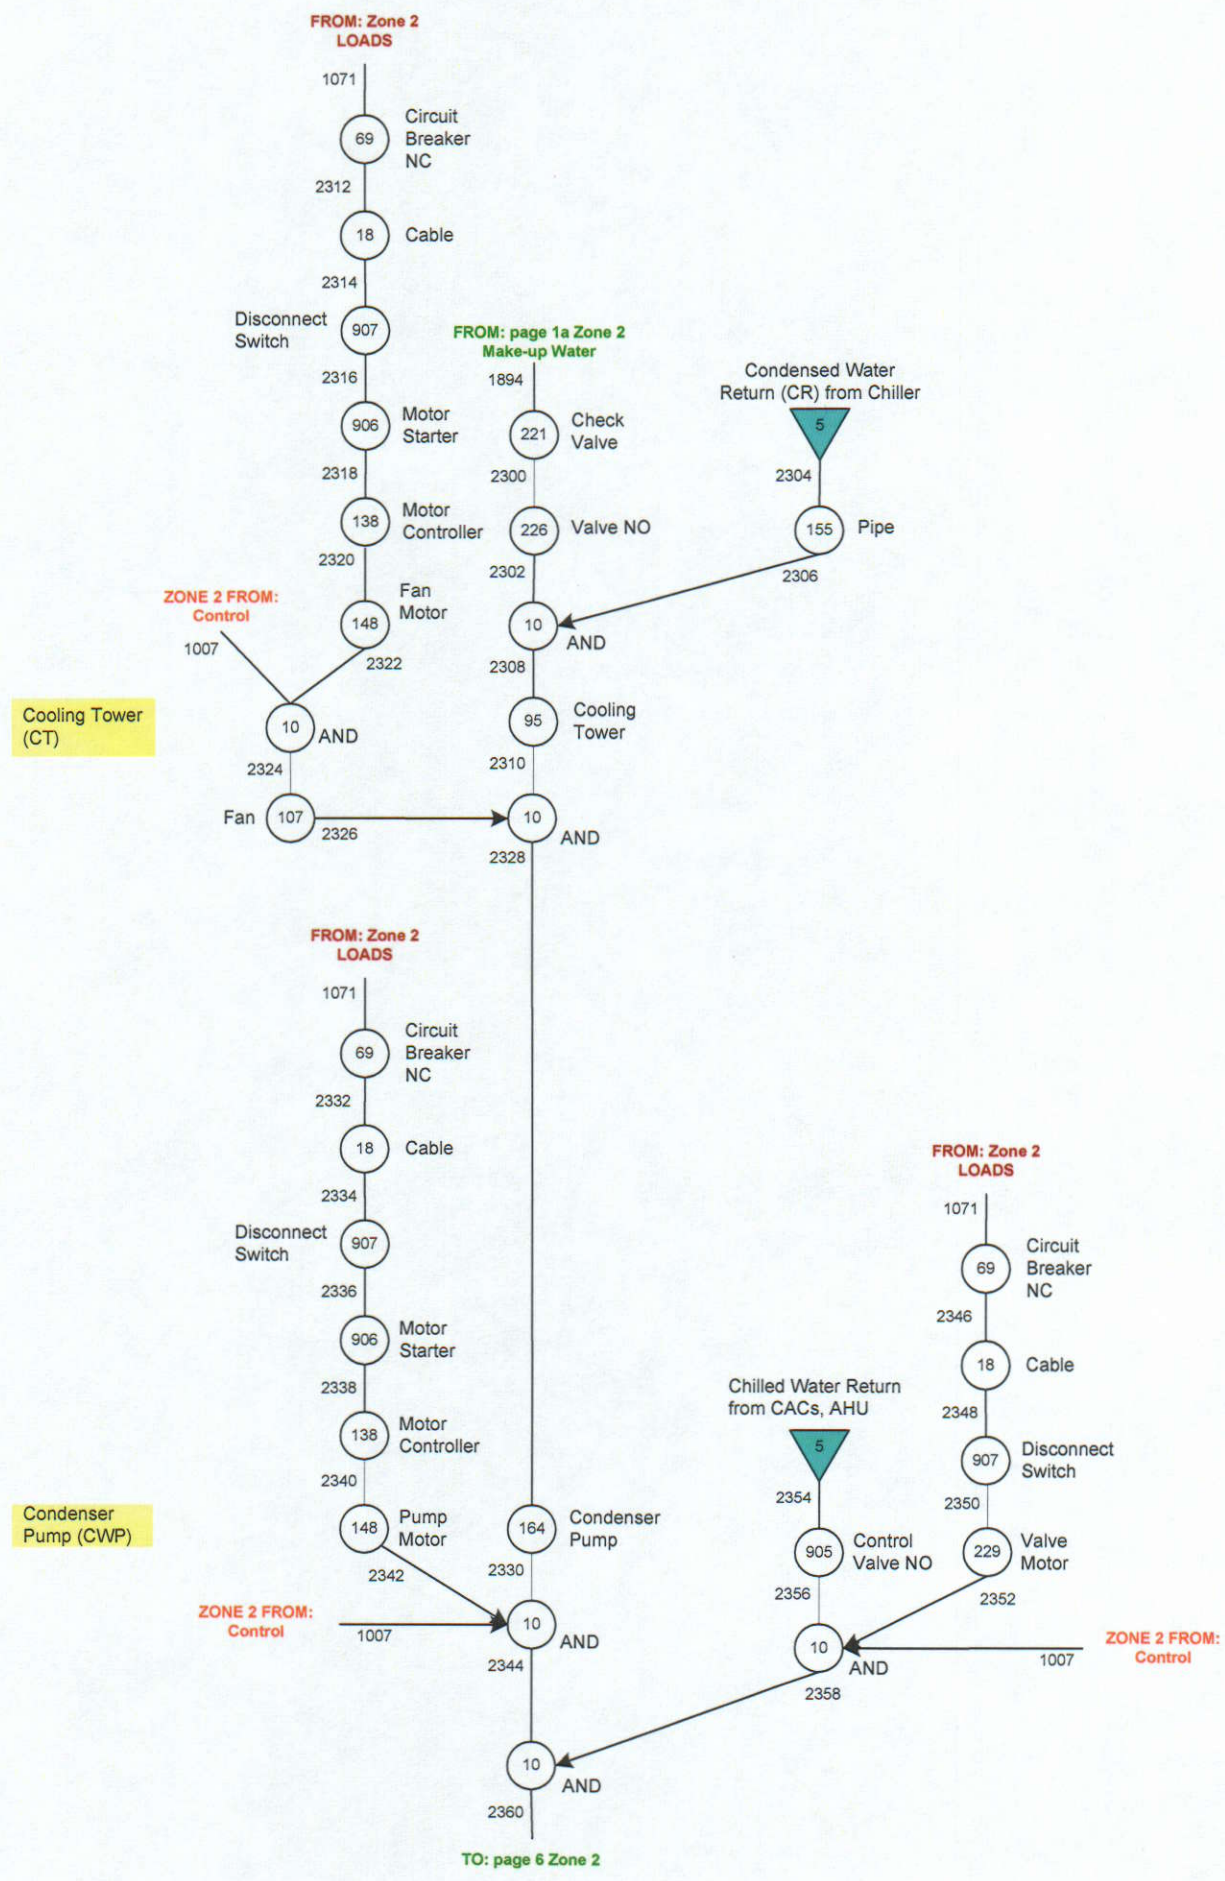 FROM: Zone 2
LOADS
1071
69
Circuit
Breaker
NC
2312
18
Cable
2314
Disconnect
Switch
907
2316
906
Motor
Starter
2318
138
Motor
Controller
2320
148
Fan
Motor
2322
ZONE 2 FROM:
Control
1007
10
AND
2324
Fan
107
2326
Cooling Tower
(CT)
FROM: page 1a Zone 2
Make-up Water
1894
221
Check
Valve
2300
226
Valve NO
2302
10
AND
2308
95
Cooling
Tower
2310
10
AND
2328
Condensed Water
Return (CR) from Chiller
5
2304
155
Pipe
2306
FROM: Zone 2
LOADS
1071
69
Circuit
Breaker
NC
2332
18
Cable
2334
Disconnect
Switch
907
2336
906
Motor
Starter
2338
138
Motor
Controller
2340
148
Pump
Motor
2342
Condenser
Pump (CWP)
164
Condenser
Pump
2330
ZONE 2 FROM:
Control
1007
10
AND
2344
FROM: Zone 2
LOADS
1071
69
Circuit
Breaker
NC
2346
18
Cable
2348
907
Disconnect
Switch
2350
229
Valve
Motor
2352
Chilled Water Return
from CACs, AHU
5
2354
905
Control
Valve NO
2356
10
AND
1007
ZONE 2 FROM:
Control
2358
10
AND
2360
TO: page 6 Zone 2